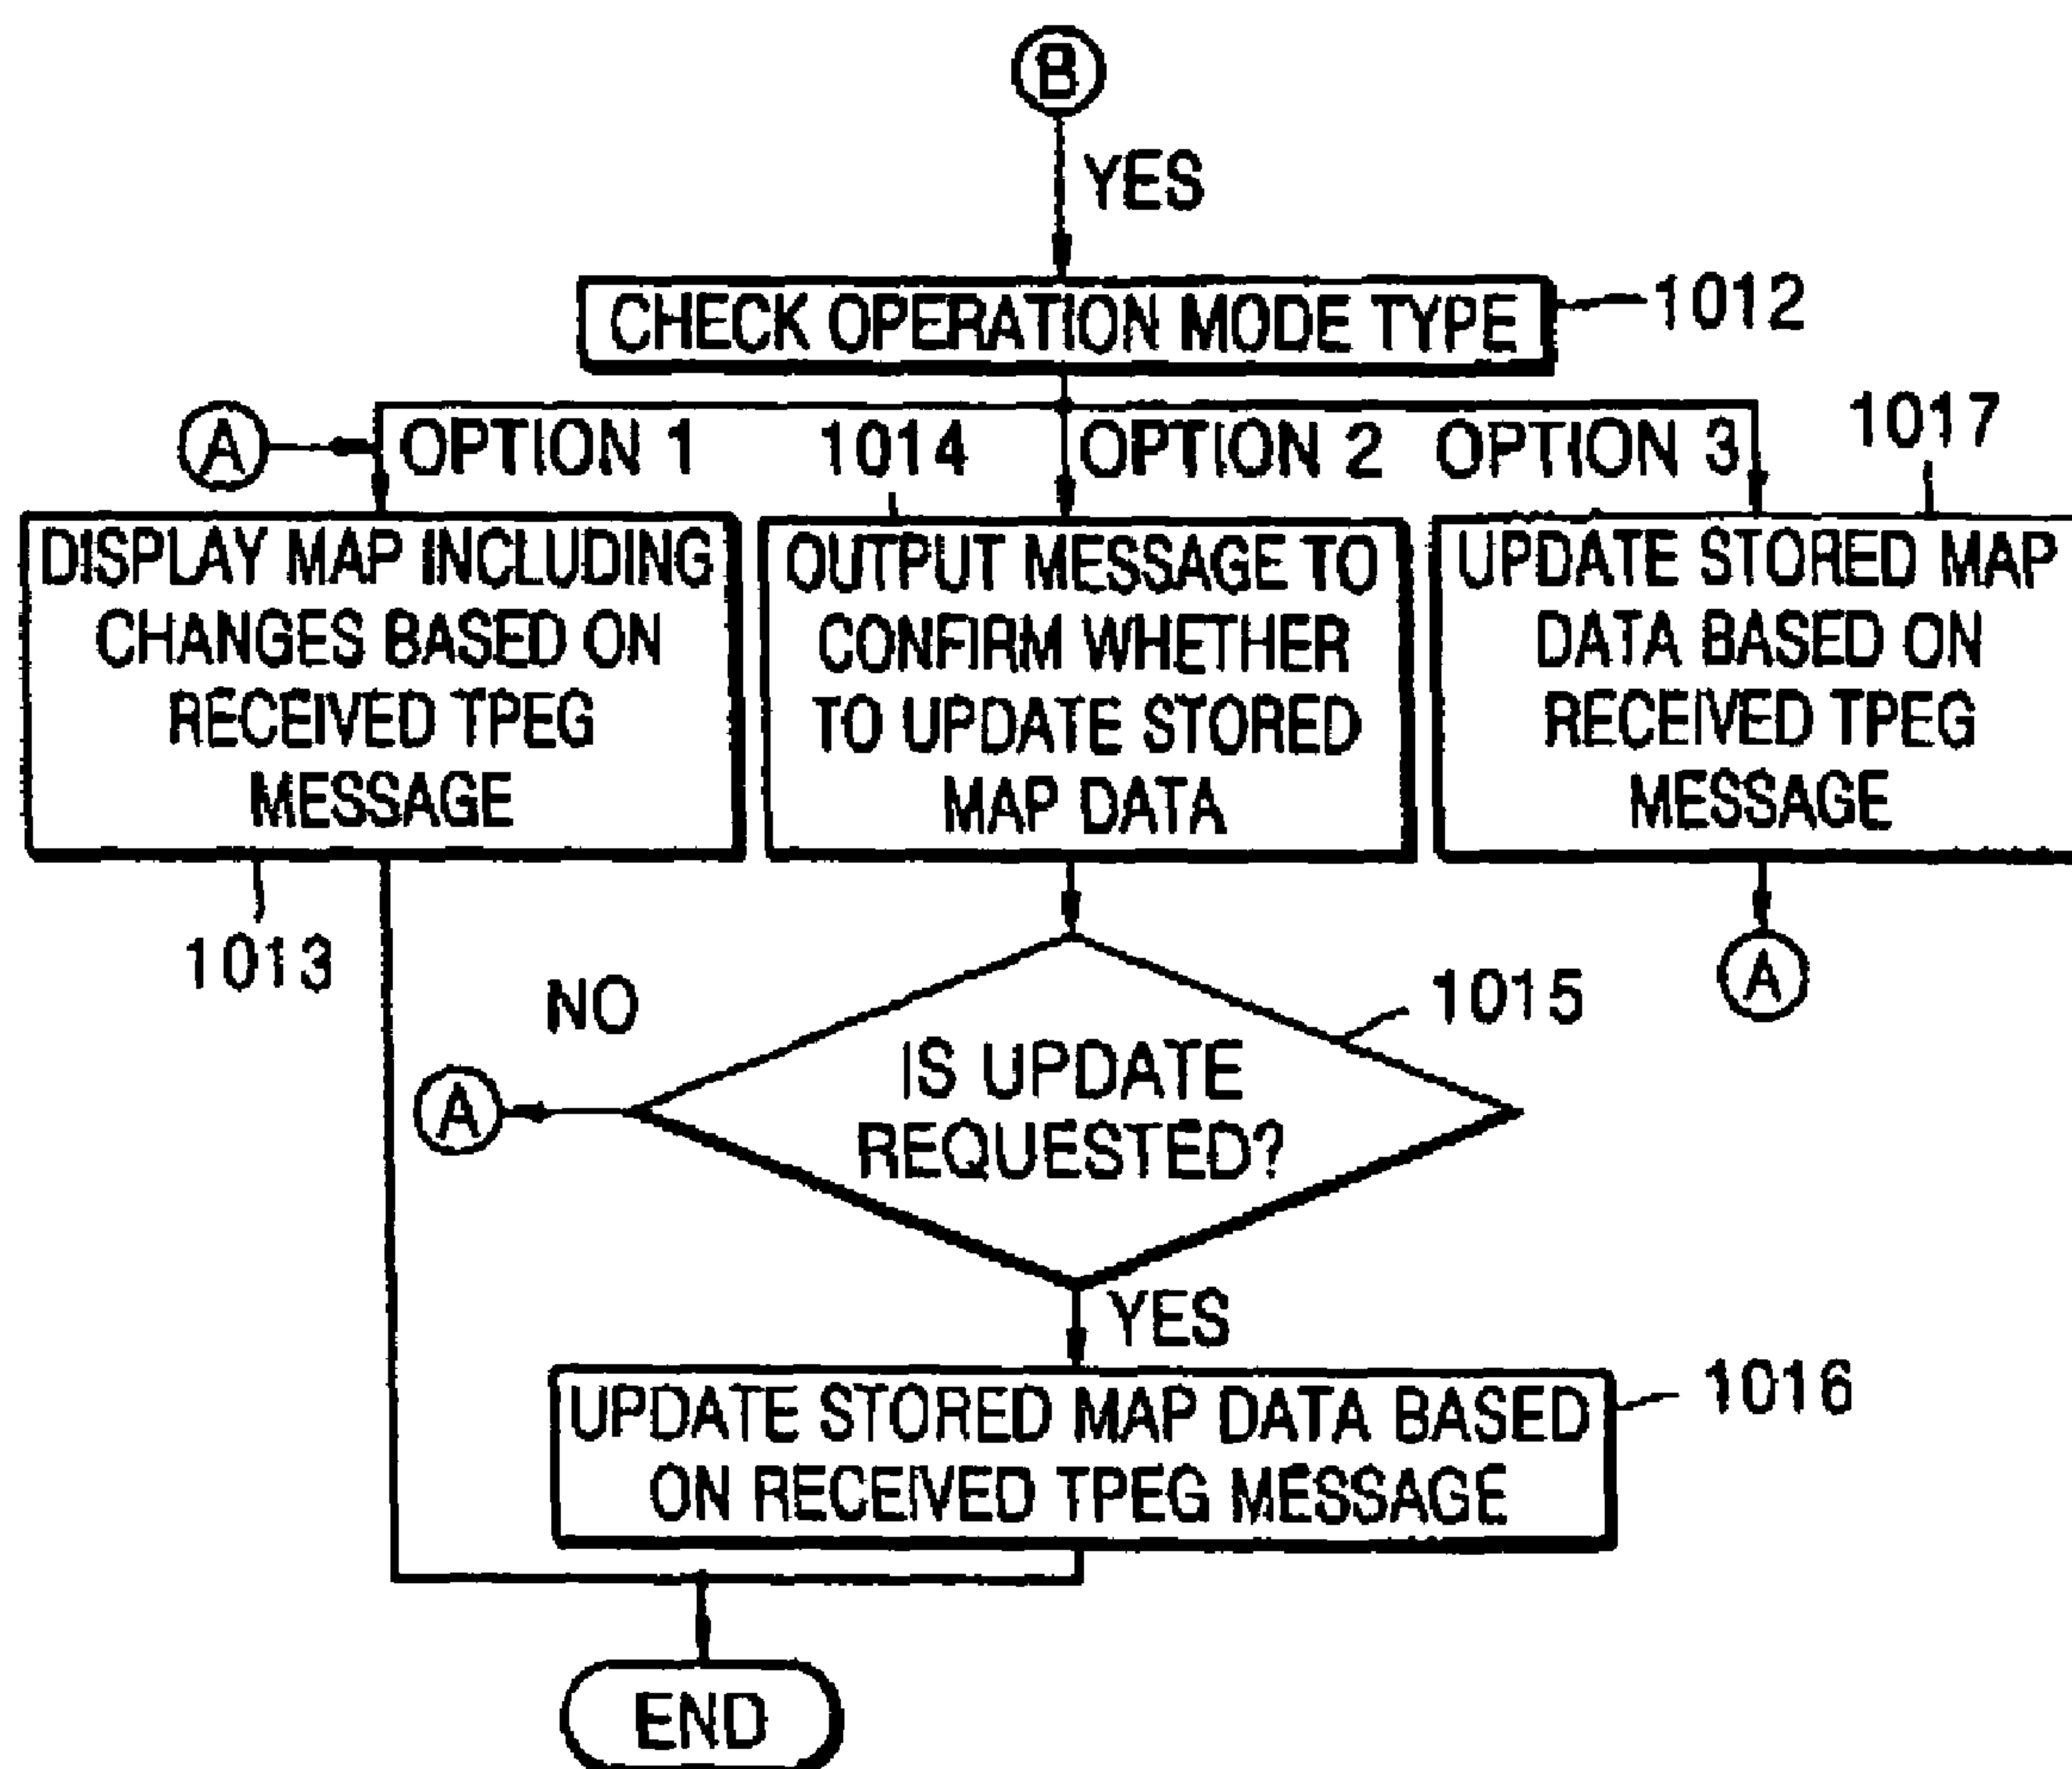 B
YES
CHECK OPERATION MODE TYPE
1012
A
OPTION 1
1014
OPTION 2
OPTION 3
1017
DISPLAY MAP INCLUDING
CHANGES BASED ON
RECEIVED TPEG
MESSAGE
OUTPUT MESSAGE TO
CONFIRM WHETHER
TO UPDATE STORED
MAP DATA
UPDATE STORED MAP
DATA BASED ON
RECEIVED TPEG
MESSAGE
1013
NO
1015
A
A
IS UPDATE
REQUESTED?
YES
UPDATE STORED MAP DATA BASED
ON RECEIVED TPEG MESSAGE
1016
END